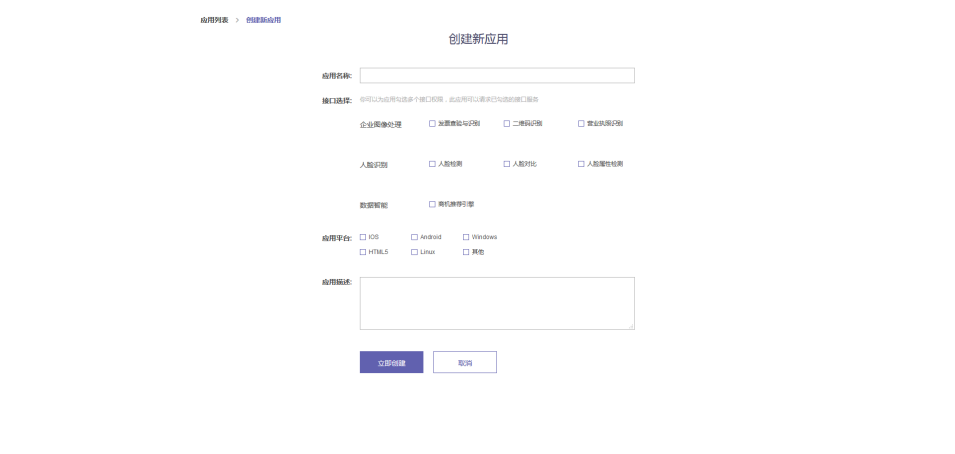 应用列表 > 创建新应用
创建新应用
应用名称:
接口选择: 你可以为应用勾选多个接口权限，此应用可以请求已勾选的接口服务
企业图像处理 发票查验与识别 二维码识别 营业执照识别
人脸识别 人脸检测 人脸对比 人脸属性检测
数据智能 商机推荐引擎
应用平台: IOS Android Windows
HTML5 Linux 其他
应用描述:
立即创建 取消